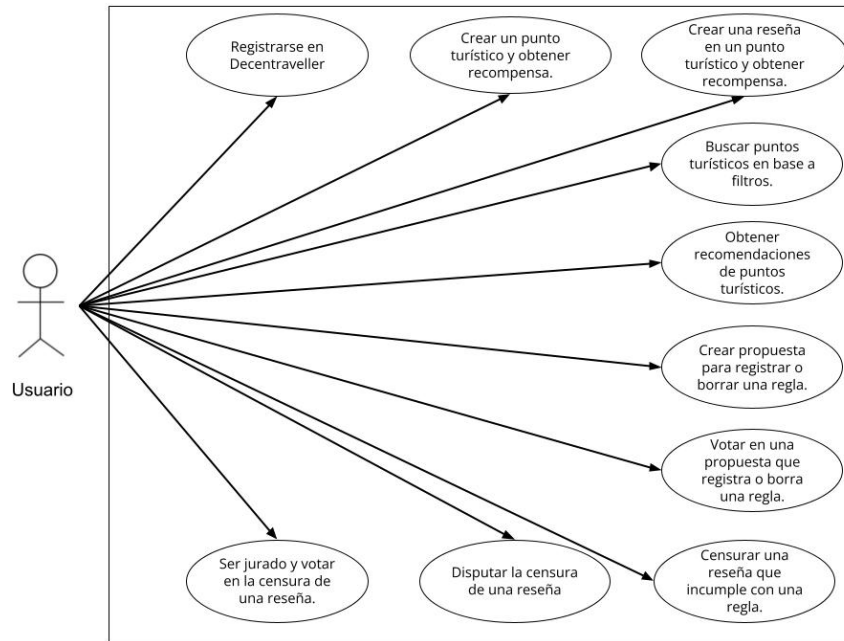 Registrarse en
Decentraveller
Crear un punto
turístico y obtener
recompensa.
Crear una reseña
en un punto
turístico y obtener
recompensa.
Buscar puntos
turísticos en base a
filtros.
Obtener
recomendaciones
de puntos
turísticos.
Usuario
Crear propuesta
para registrar o
borrar una regla.
Votar en una
propuesta que
registra o borra
una regla.
Ser jurado y votar
en la censura de
una reseña.
Disputar la censura
de una reseña
Censurar una
reseña que
incumple con una
regla.